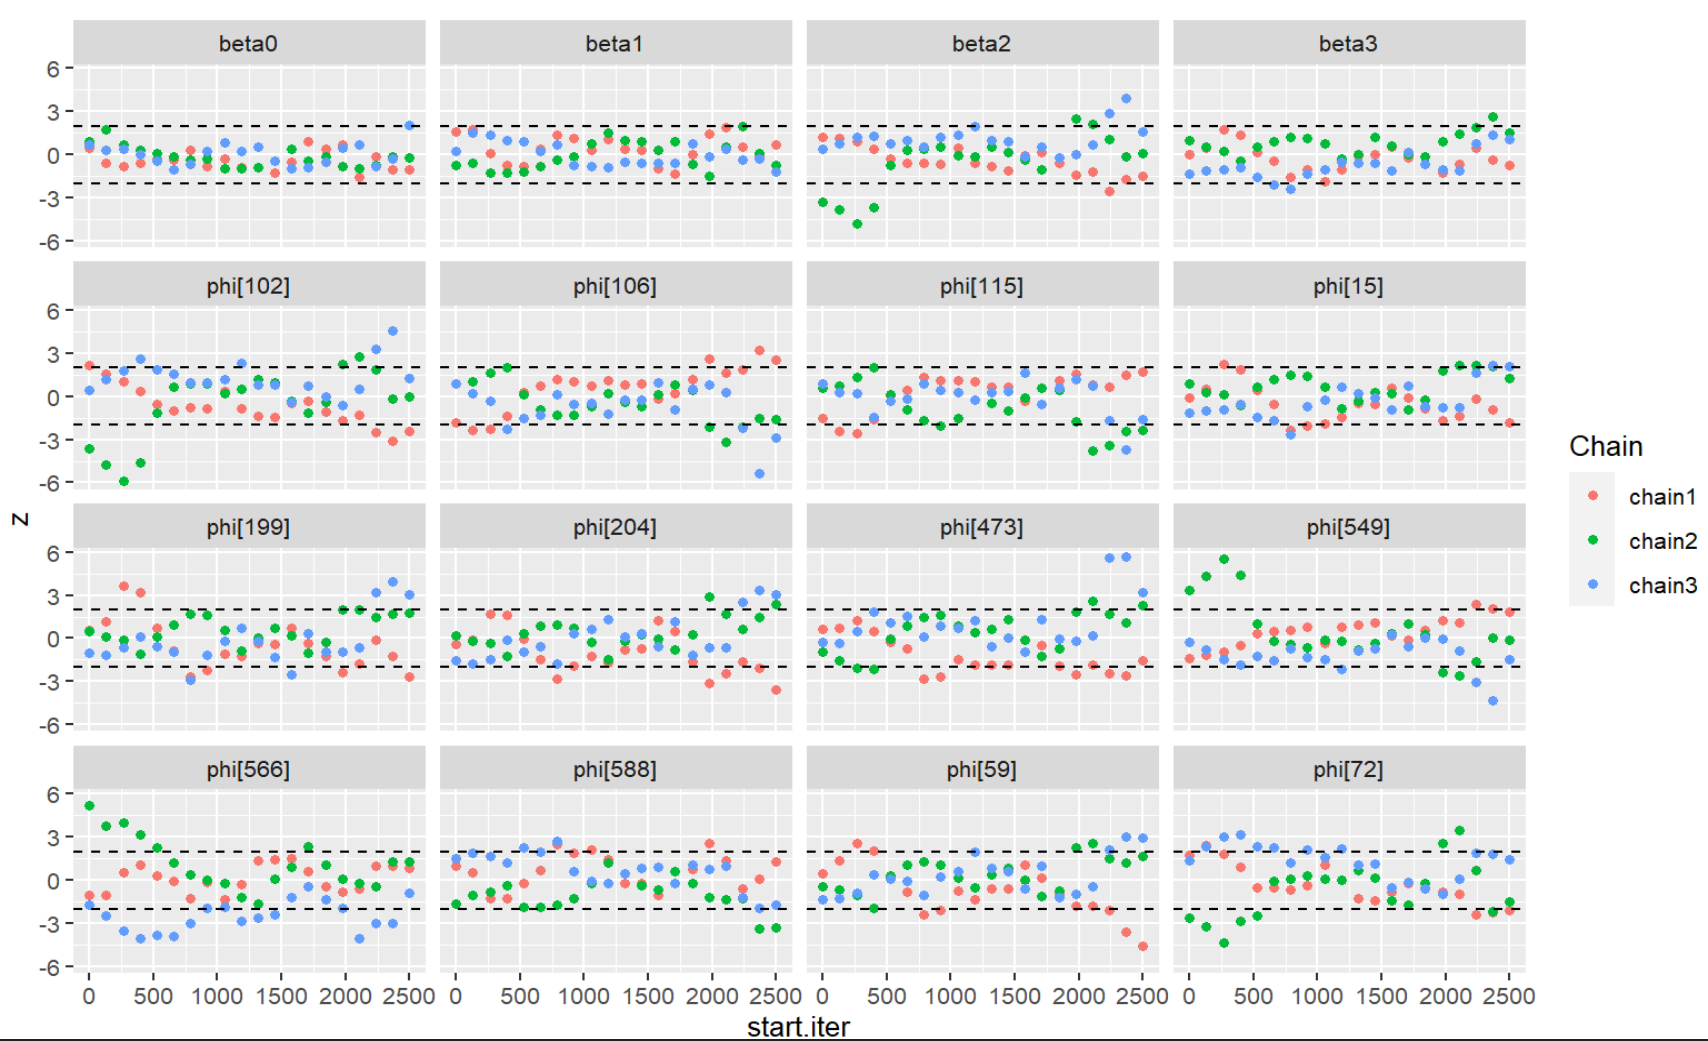 beta0 beta1 beta2 beta3
6
3
0
-3
-6
phi[102] phi[106] phi[115] phi[15]
6
3
0
-3
-6
phi[199] phi[204] phi[473] phi[549]
6
3
0
-3
-6
phi[566] phi[588] phi[59] phi[72]
6
3
0
-3
-6
0 500 1000 1500 2000 2500 0 500 1000 1500 2000 2500 0 500 1000 1500 2000 2500 0 500 1000 1500 2000 2500
start.iter
z
Chain
chain1
chain2
chain3